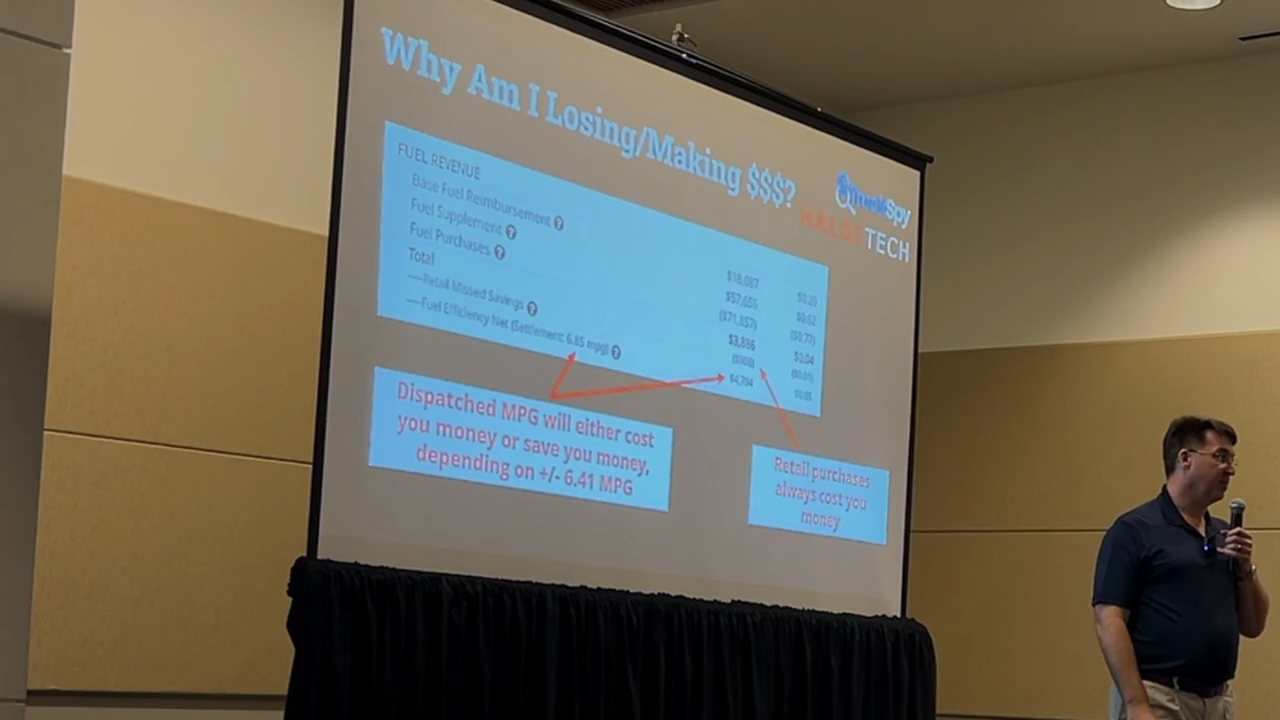 Why Am I Losing/Making $$$?
TECH
FUEL REVENUE
Base Fuel Reimbursement ?
Fuel Supplement ?
Fuel Purchases ?
Total
----Retail Missed Savings ?
----Fuel Efficiency Net (Settlement: 6.85 mpg) ?
$18,087 $0.20
$57,656 $0.62
($71,857) ($0.77)
$3,886 $0.04
($0.01)
$4,794 $0.05
Dispatched MPG will either cost
you money or save you money,
depending on +/- 6.41 MPG
Retail purchases
always cost you
money